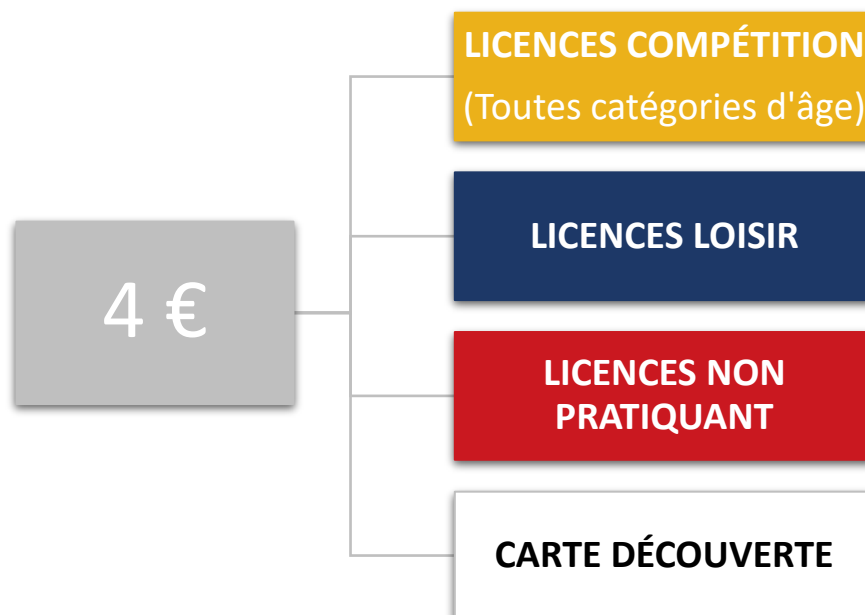 4 €
LICENCES COMPÉTITION
(Toutes catégories d'âge)
LICENCES LOISIR
LICENCES NON
PRATIQUANT
CARTE DÉCOUVERTE